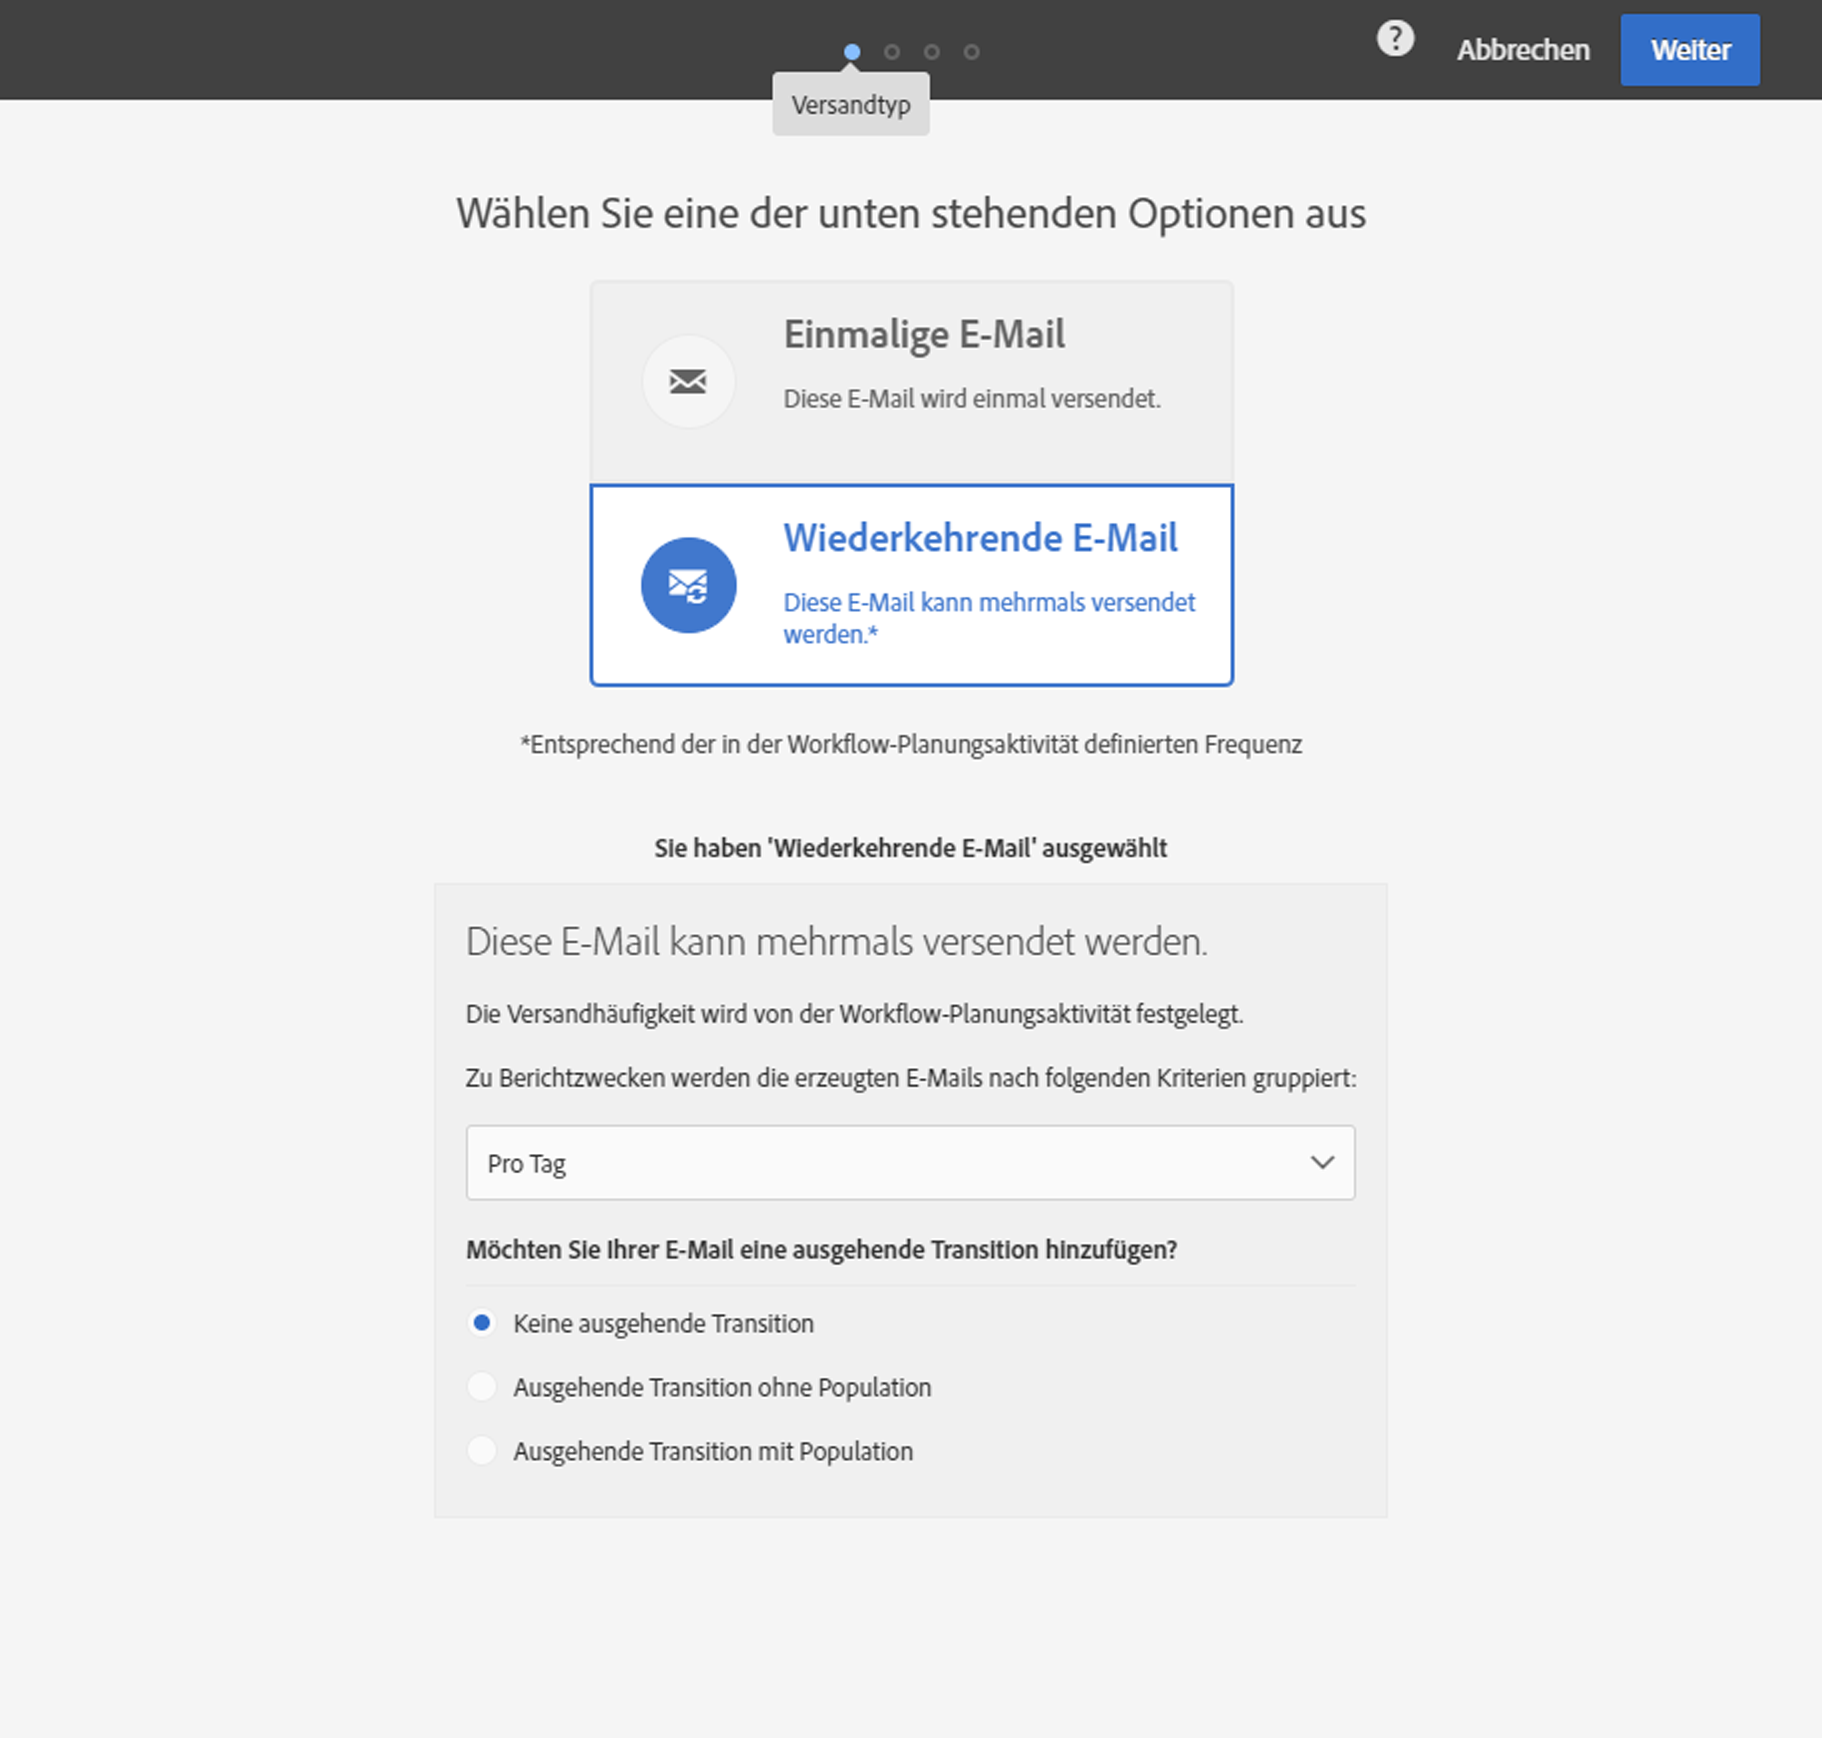 ? Abbrechen Weiter
Versandtyp
Wählen Sie eine der unten stehenden Optionen aus
Einmalige E-Mail
Diese E-Mail wird einmal versendet.
Wiederkehrende E-Mail
Diese E-Mail kann mehrmals versendet
werden.*
*Entsprechend der in der Workflow-Planungsaktivität definierten Frequenz
Sie haben 'Wiederkehrende E-Mail' ausgewählt
Diese E-Mail kann mehrmals versendet werden.
Die Versandhäufigkeit wird von der Workflow-Planungsaktivität festgelegt.
Zu Berichtzwecken werden die erzeugten E-Mails nach folgenden Kriterien gruppiert:
Pro Tag
Möchten Sie Ihrer E-Mail eine ausgehende Transition hinzufügen?
Keine ausgehende Transition
Ausgehende Transition ohne Population
Ausgehende Transition mit Population